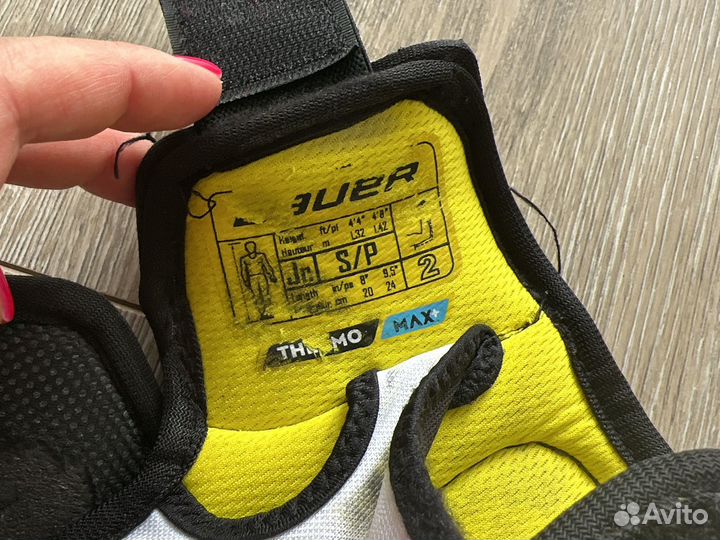 AUER
Height ft/pi 4'4" 4'8"
Hauteur m 1,32 1,42
Jr. S/P
Length in/po 8" 9.5"
cm 20 24
2
TH MO MAX+
Avito